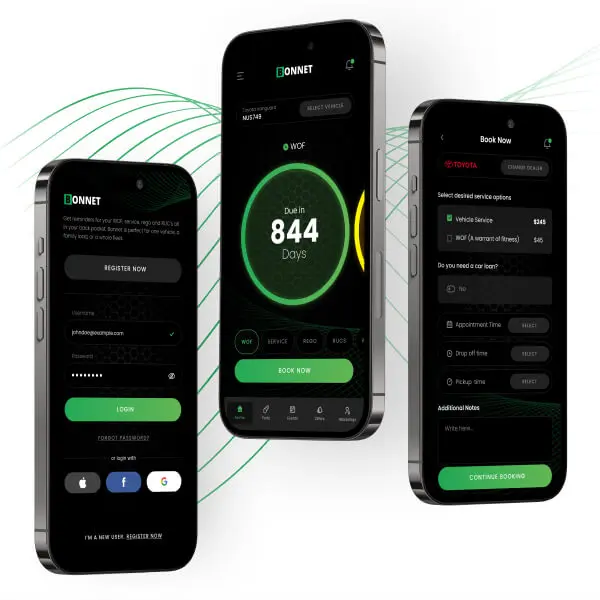 BONNET
Get reminders for your WOF, service, rego and RUC's all
in your back pocket. Bonnet is perfect for one vehicle, a
family, or a whole fleet.
REGISTER NOW
Username
johndoe@example.com
Password
LOGIN
FORGOT PASSWORD?
or login with
I'M A NEW USER. REGISTER NOW
BONNET
Toyota Vanguard
NUS749
SELECT VEHICLE
WOF
Due in
844
Days
WOF SERVICE REGO RUCS
BOOK NOW
Home
Events
Offers
Book Now
TOYOTA
CHANGE DEALER
Select desired service options
Vehicle Service $345
WOF (A warrant of fitness) $45
Do you need a car loan?
No
Appointment Time SELECT
Drop off time SELECT
Pickup time SELECT
Additional Notes
Write here...
CONTINUE BOOKING